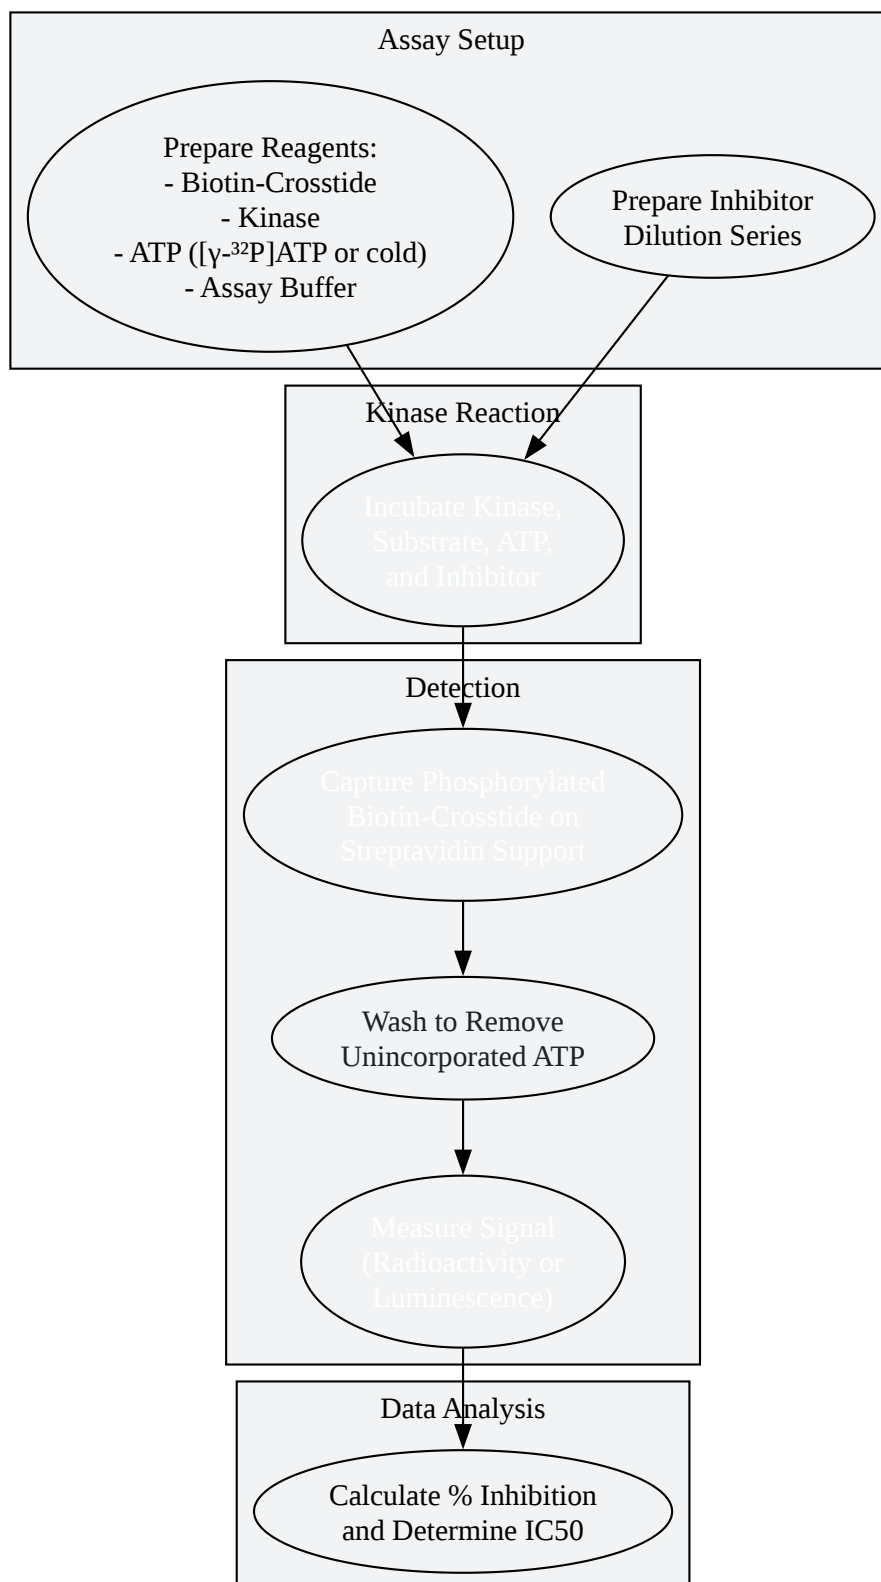 Assay Setup
Prepare Reagents:
- Biotin-Crosstide
- Kinase
- ATP ([γ-³²P]ATP or cold)
- Assay Buffer
Prepare Inhibitor
Dilution Series
Kinase Reaction
Incubate Kinase,
Substrate, ATP,
and Inhibitor
Detection
Capture Phosphorylated
Biotin-Crosstide on
Streptavidin Support
Wash to Remove
Unincorporated ATP
Measure Signal
(Radioactivity or
Luminescence)
Data Analysis
Calculate % Inhibition
and Determine IC50